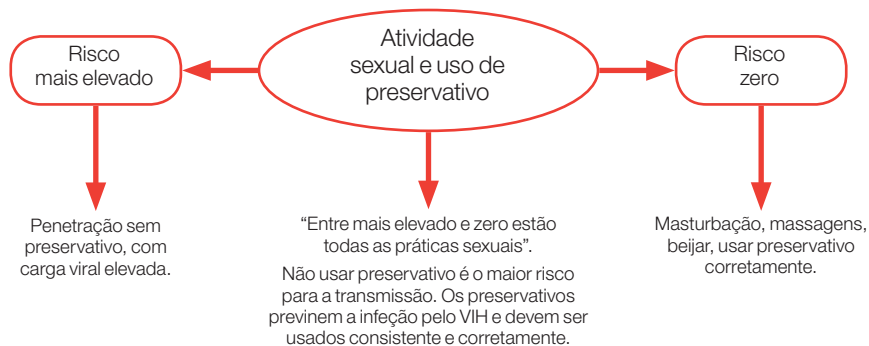 Atividade
sexual e uso de
preservativo
Risco
mais elevado
Risco
zero
Penetração sem
preservativo, com
carga viral elevada.
“Entre mais elevado e zero estão
todas as práticas sexuais”.
Não usar preservativo é o maior risco
para a transmissão. Os preservativos
previnem a infeção pelo VIH e devem ser
usados consistente e corretamente.
Masturbação, massagens,
beijar, usar preservativo
corretamente.